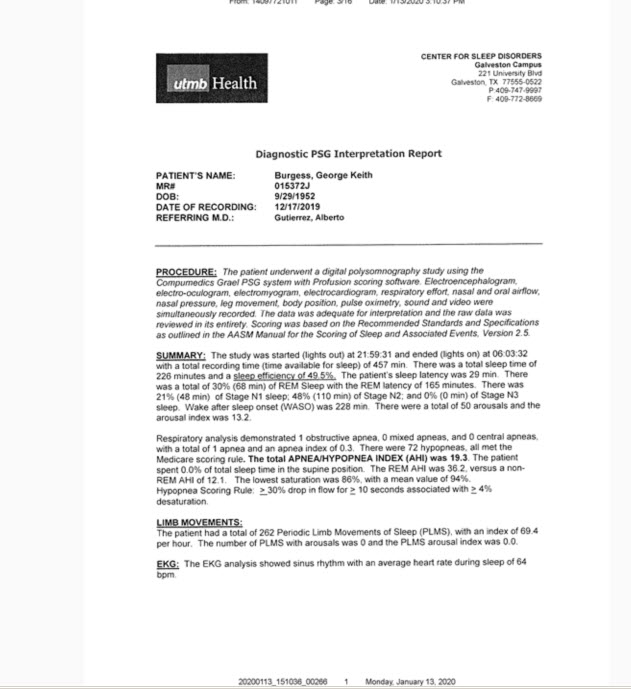 From: 14097721011 Page: 3/16 Date: 1/13/2020 3:10:37 PM
CENTER FOR SLEEP DISORDERS
Galveston Campus
221 University Blvd
Galveston, TX 77555-0522
P 409-747-9997
F 409-772-8669
utmb Health
Diagnostic PSG Interpretation Report
PATIENT'S NAME: Burgess, George Keith
MR# 015372J
DOB: 9/29/1952
DATE OF RECORDING: 12/17/2019
REFERRING M.D.: Gutierrez, Alberto
PROCEDURE: The patient underwent a digital polysomnography study using the
Compumedics Grael PSG system with Profusion scoring software. Electroencephalogram,
electro-oculogram, electromyogram, electrocardiogram, respiratory effort, nasal and oral airflow,
nasal pressure, leg movement, body position, pulse oximetry, sound and video were
simultaneously recorded. The data was adequate for interpretation and the raw data was
reviewed in its entirety. Scoring was based on the Recommended Standards and Specifications
as outlined in the AASM Manual for the Scoring of Sleep and Associated Events, Version 2.5.
SUMMARY: The study was started (lights out) at 21:59:31 and ended (lights on) at 06:03:32
with a total recording time (time available for sleep) of 457 min. There was a total sleep time of
226 minutes and a sleep efficiency of 49.5%. The patient's sleep latency was 29 min. There
was a total of 30% (68 min) of REM Sleep with the REM latency of 165 minutes. There was
21% (48 min) of Stage N1 sleep; 48% (110 min) of Stage N2; and 0% (0 min) of Stage N3
sleep. Wake after sleep onset (WASO) was 228 min. There were a total of 50 arousals and the
arousal index was 13.2.
Respiratory analysis demonstrated 1 obstructive apnea, 0 mixed apneas, and 0 central apneas,
with a total of 1 apnea and an apnea index of 0.3. There were 72 hypopneas, all met the
Medicare scoring rule. The total APNEA/HYPOPNEA INDEX (AHI) was 19.3. The patient
spent 0.0% of total sleep time in the supine position. The REM AHI was 36.2, versus a non-
REM AHI of 12.1. The lowest saturation was 86%, with a mean value of 94%.
Hypopnea Scoring Rule: ≥ 30% drop in flow for ≥ 10 seconds associated with ≥ 4%
desaturation.
LIMB MOVEMENTS:
The patient had a total of 262 Periodic Limb Movements of Sleep (PLMS), with an index of 69.4
per hour. The number of PLMS with arousals was 0 and the PLMS arousal index was 0.0.
EKG: The EKG analysis showed sinus rhythm with an average heart rate during sleep of 64
bpm.
20200113_151036_00266 1 Monday, January 13, 2020